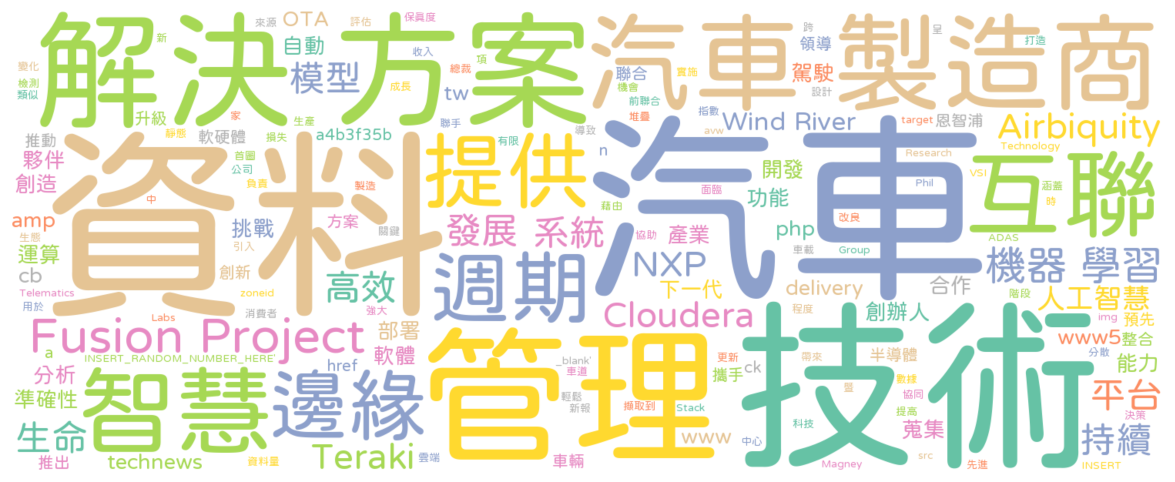 解決方案
汽車 製造商
資料
汽車
提供
互聯
週期
技術
管理
智慧
邊緣
Fusion Project
Cloudera
Airbiquity
Wind River
NXP
Teraki
機器 學習
模型
自動
OTA
tw
聯合
領導
駕駛
發展 系統
產業
高效
部署
軟體
平台
持續
人工智慧
下一代
delivery
合作
創辦人
半導體
開發
功能
php
www5
www
能力
整合
預先
蒐集
攜手
ck
車輛
technews
推出
生命
準確性
分析
a
href
cb
運算
amp
創造
夥伴
推動
升級
軟硬體
a4b3f35b
挑戰
方案
創新
恩智浦
n
來源
評估
保真度
收入
總裁
項
成長
新
變化
檢測
類似
家
生產
聯手
靜態
損失
首圖
公司
負責
製造
中
生態
引入
關鍵
Telematics
用於
Labs
zoneid
消費者
強大
INSERT_RANDOM_NUMBER_HERE'
有限
導致
藉由
協助
面臨
機會
實施
前聯合
堆疊
指數
avw
跨
設計
呈
打造
target
Technology
Research
VSI
Phil
涵蓋
時
改良
Group
車載
ADAS
階段
img
分散
程度
帶來
數據
協同
提高
決策
INSERT
先進
src
Magney
科技
中心
Stack
更新
_blank'
車道
輕鬆
新報
擷取到
雲端
資料量